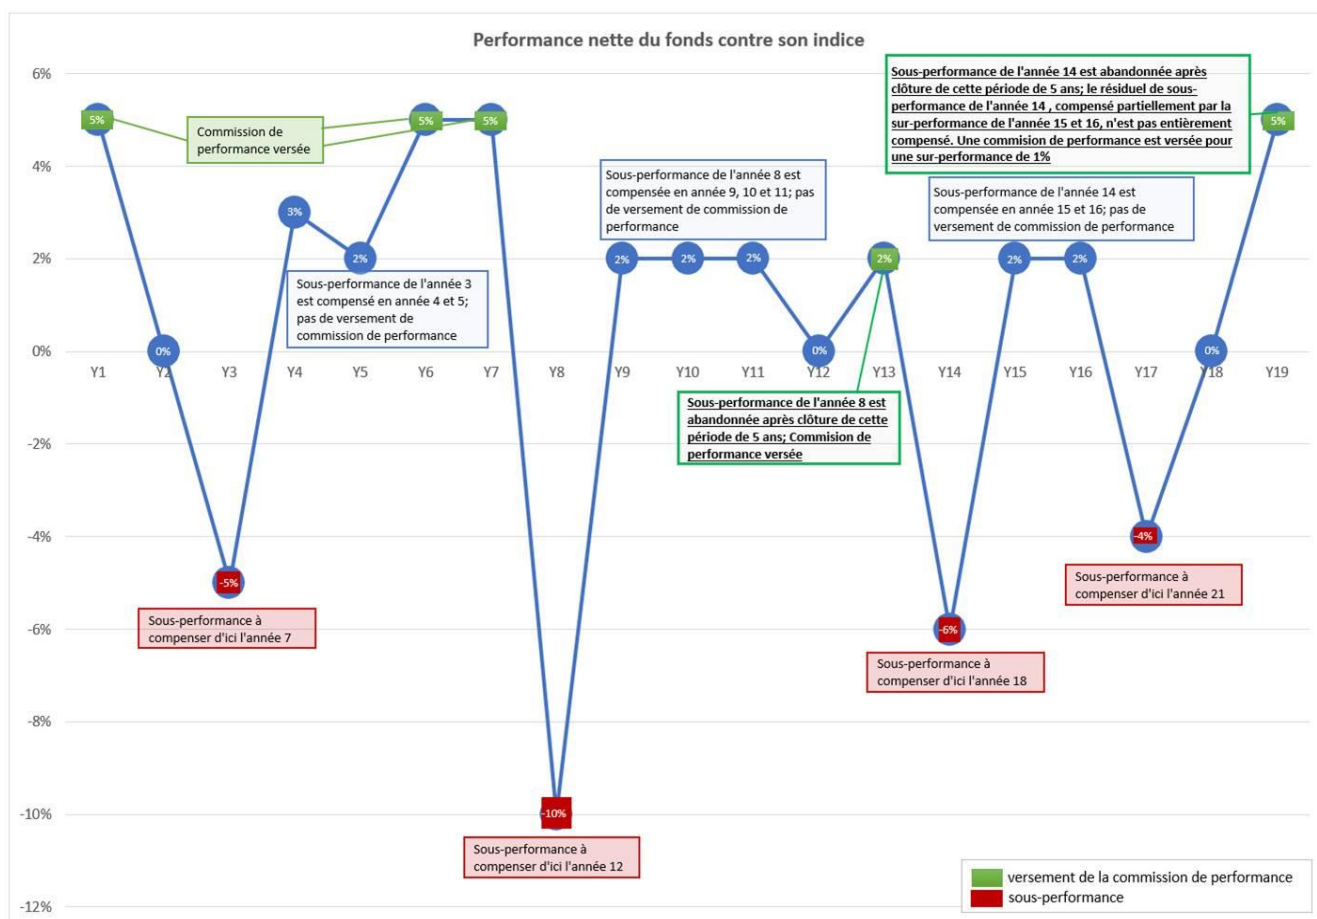 Performance nette du fonds contre son indice
6%
4%
2%
0%
-2%
-4%
-6%
-8%
-10%
-12%
Y1
Y2
Y3
Y4
Y5
Y6
Y7
Y8
Y9
Y10
Y11
Y12
Y13
Y14
Y15
Y16
Y17
Y18
Y19
5%
0%
-5%
3%
2%
5%
5%
-10%
2%
2%
2%
0%
2%
-6%
2%
2%
-4%
0%
5%
Commission de
performance versée
Sous-performance de l'année 3
est compensé en année 4 et 5;
pas de versement de
commission de performance
Sous-performance à
compenser d'ici l'année 7
Sous-performance à
compenser d'ici l'année 12
Sous-performance de l'année 8 est
compensée en année 9, 10 et 11; pas
de versement de commission de
performance
Sous-performance de l'année 8 est
abandonnée après clôture de cette
période de 5 ans; Commision de
performance versée
Sous-performance de l'année 14 est abandonnée après
clôture de cette période de 5 ans; le résiduel de sous-
performance de l'année 14 , compensé partiellement par la
sur-performance de l'année 15 et 16, n'est pas entièrement
compensé. Une commision de performance est versée pour
une sur-performance de 1%
Sous-performance de l'année 14 est
compensée en année 15 et 16; pas de
versement de commission de performance
Sous-performance à
compenser d'ici l'année 18
Sous-performance à
compenser d'ici l'année 21
versement de la commission de performance
sous-performance